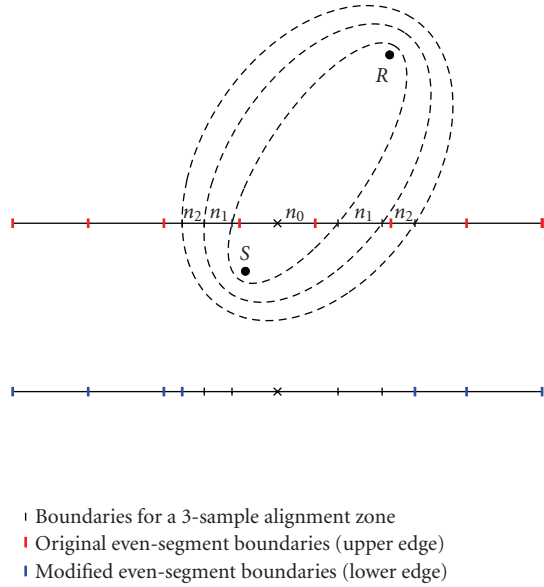 R
n₂ n₁ n₀ n₁ n₂
S
Boundaries for a 3-sample alignment zone
Original even-segment boundaries (upper edge)
Modified even-segment boundaries (lower edge)